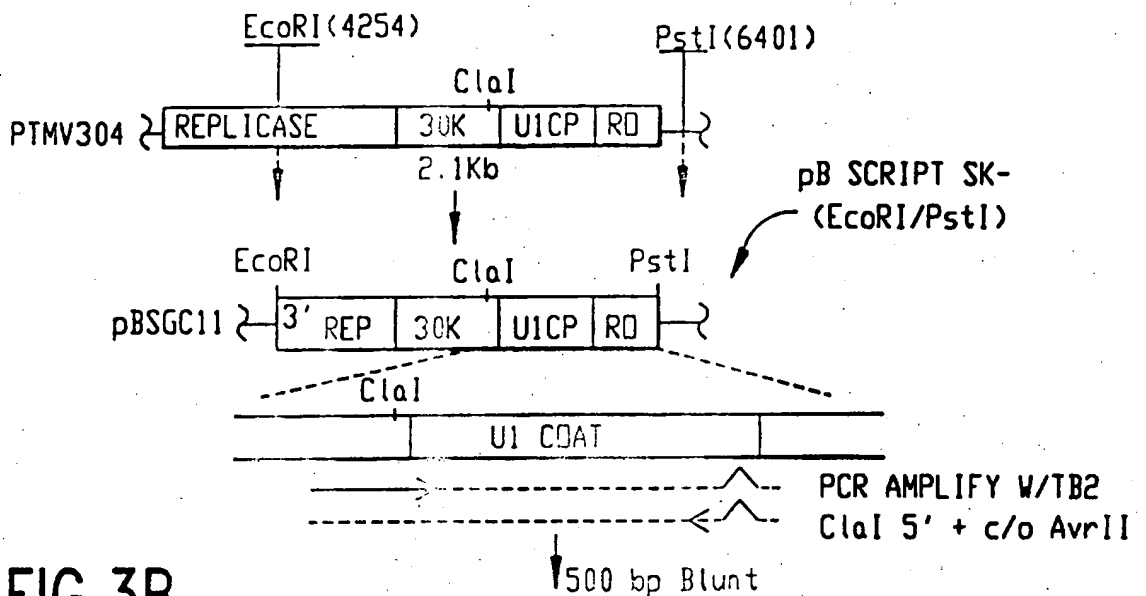 EcoRI(4254) PstI(6401)
ClaI
PTMV304 REPLICASE 30K U1CP RO
2.1Kb
pB SCRIPT SK-
(EcoRI/PstI)
EcoRI ClaI PstI
pBSGC11 3' REP 30K U1CP RO
ClaI
U1 COAT
PCR AMPLIFY W/TB2
ClaI 5' + c/o AvrII
500 bp Blunt
FIG. 3B